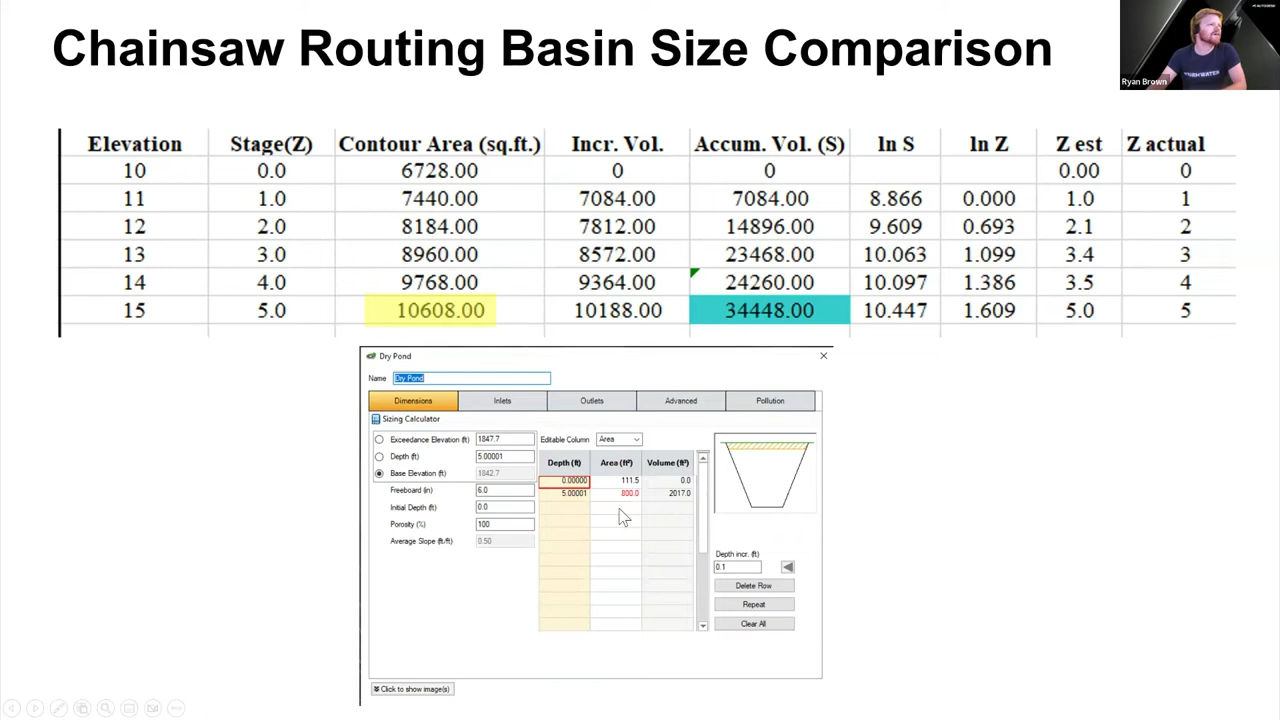 Chainsaw Routing Basin Size Comparison
AUTODESK
Ryan Brown
Elevation Stage(Z) Contour Area (sq.ft.) Incr. Vol. Accum. Vol. (S) ln S ln Z Z est Z actual
10 0.0 6728.00 0 0 0.00 0
11 1.0 7440.00 7084.00 7084.00 8.866 0.000 1.0 1
12 2.0 8184.00 7812.00 14896.00 9.609 0.693 2.1 2
13 3.0 8960.00 8572.00 23468.00 10.063 1.099 3.4 3
14 4.0 9768.00 9364.00 24260.00 10.097 1.386 3.5 4
15 5.0 10608.00 10188.00 34448.00 10.447 1.609 5.0 5
Dry Pond
Name Dry Pond
Dimensions Inlets Outlets Advanced Pollution
Sizing Calculator
Exceedance Elevation (ft) 1847.7 Editable Column Area
Depth (ft) 5.00001
Base Elevation (ft) 1842.7
Freeboard (in) 6.0
Initial Depth (ft) 0.0
Porosity (%) 100
Average Slope (ft/ft) 0.50
Depth (ft) Area (ft²) Volume (ft³)
0.00000 111.5 0.0
5.00001 800.0 2017.0
Depth incr. (ft)
0.1
Delete Row
Repeat
Clear All
Click to show image(s)